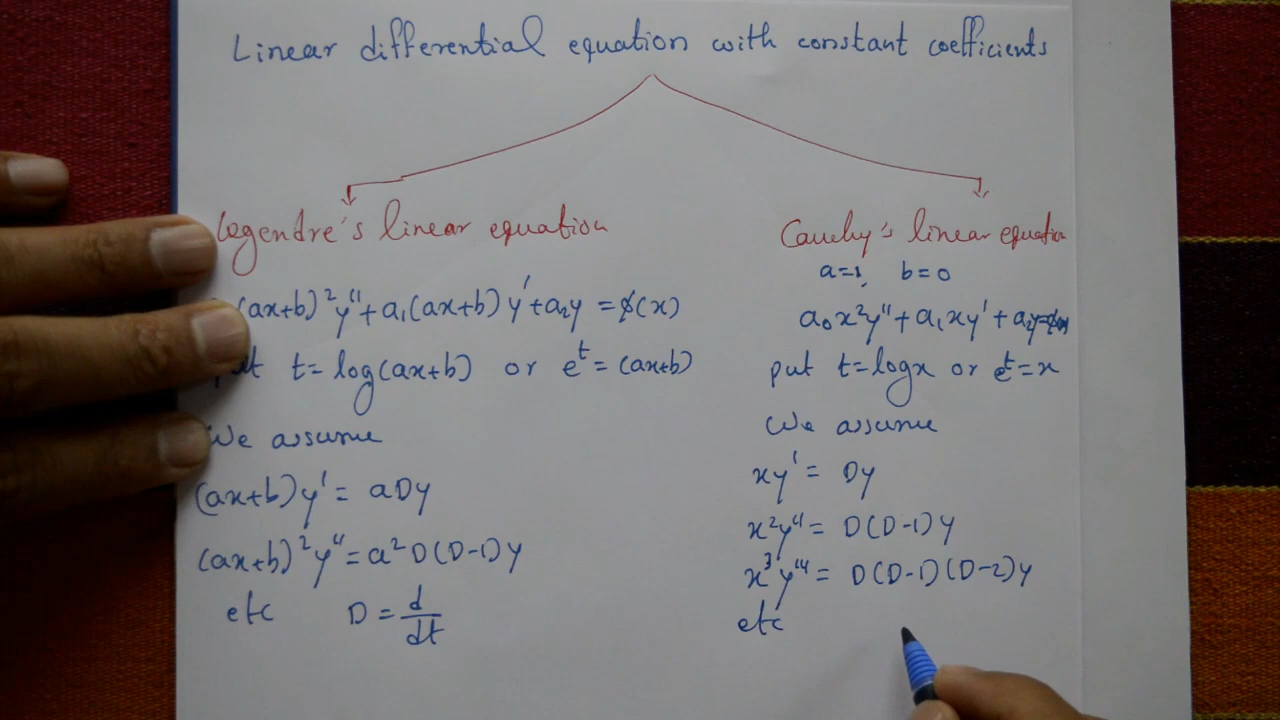 Linear differential equation with constant coefficients
Legendre's linear equation
(ax+b)²y''+a₁(ax+b)y'+a₂y=ϕ(x)
put t=log(ax+b) or eᵗ=(ax+b)
We assume
(ax+b)y'=aDy
(ax+b)²y''=a²D(D-1)y
etc D=d/dt
Cauchy's linear equation
a=1, b=0
a₀x²y''+a₁xy'+a₂y=ϕ(x)
put t=logx or eᵗ=x
We assume
xy'=Dy
x²y''=D(D-1)y
x³y'''=D(D-1)(D-2)y
etc